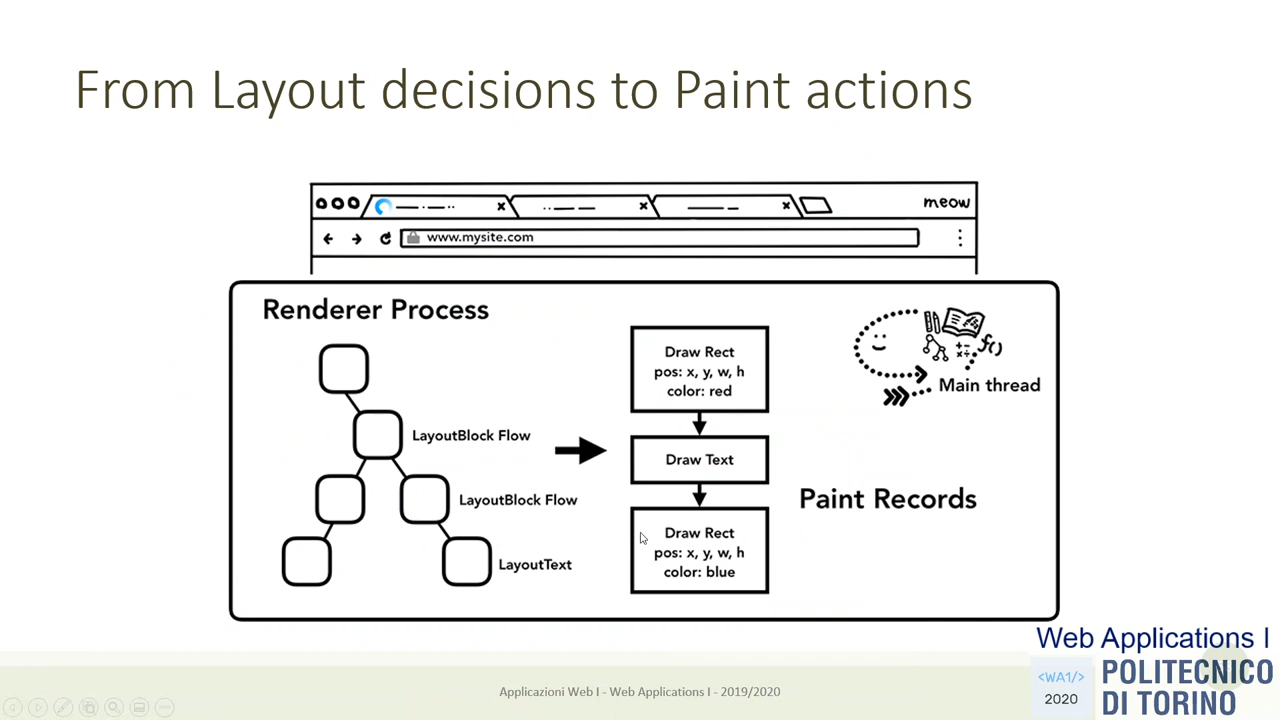 From Layout decisions to Paint actions
meow
www.mysite.com
Renderer Process
LayoutBlock Flow
LayoutBlock Flow
LayoutText
Draw Rect
pos: x, y, w, h
color: red
Draw Text
Draw Rect
pos: x, y, w, h
color: blue
f()
Main thread
Paint Records
Applicazioni Web I - Web Applications I - 2019/2020
Web Applications I
<WA1/>
2020
POLITECNICO
DI TORINO